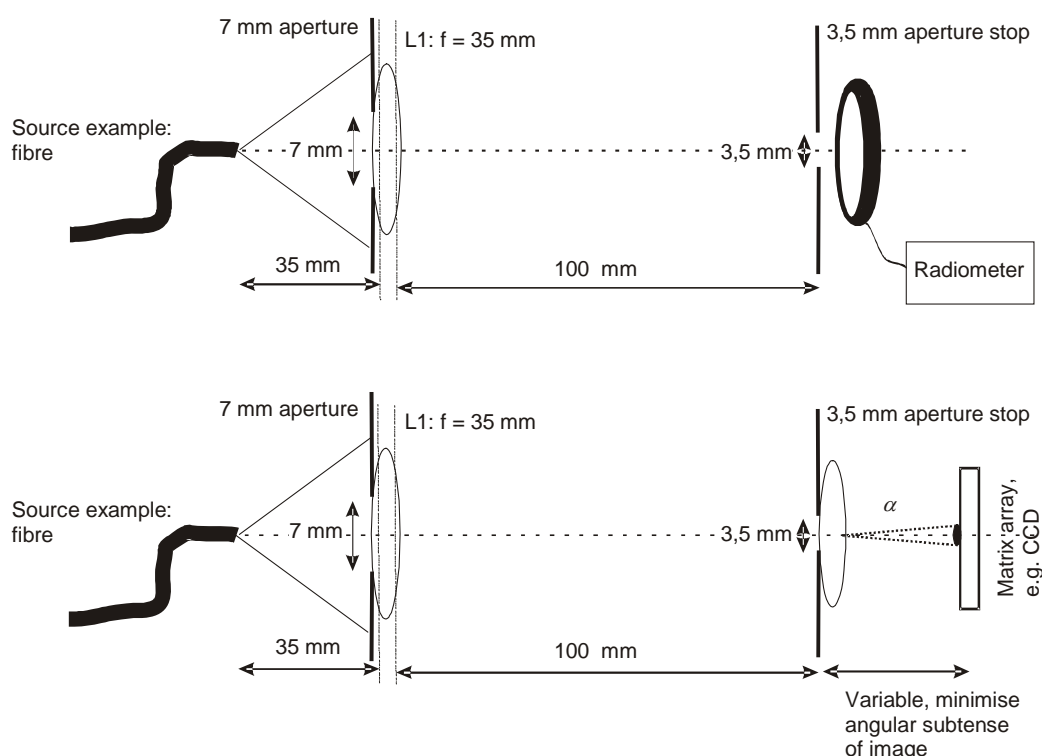 7 mm aperture
L1: f = 35 mm
3,5 mm aperture stop
Source example:
fibre
7 mm
3,5 mm
35 mm
100 mm
Radiometer
7 mm aperture
L1: f = 35 mm
3,5 mm aperture stop
Source example:
fibre
7 mm
3,5 mm
α
Matrix array,
e.g. CCD
35 mm
100 mm
Variable, minimise
angular subtense
of image